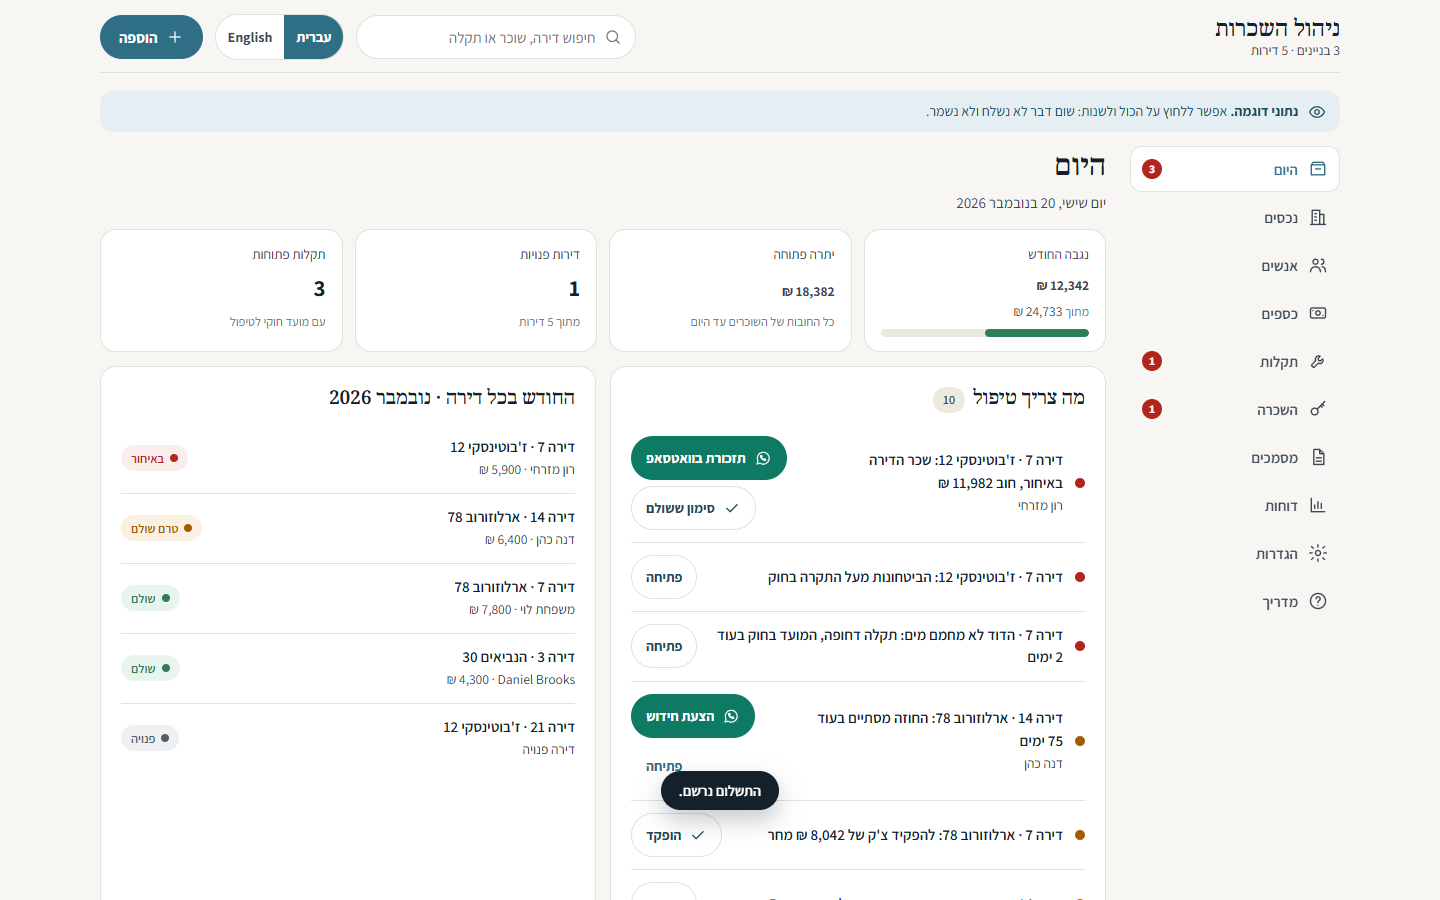 ניהול השכרות
3 בניינים · 5 דירות
חיפוש דירה, שוכר או תקלה
עברית
English
הוספה
נתוני דוגמה. אפשר ללחוץ על הכול ולשנות: שום דבר לא נשלח ולא נשמר.
היום
3
נכסים
אנשים
כספים
תקלות
1
השכרה
1
מסמכים
דוחות
הגדרות
מדריך
היום
יום שישי, 20 בנובמבר 2026
נגבה החודש
12,342 ₪
מתוך 24,733 ₪
יתרה פתוחה
18,382 ₪
כל החובות של השוכרים עד היום
דירות פנויות
1
מתוך 5 דירות
תקלות פתוחות
3
עם מועד חוקי לטיפול
מה צריך טיפול
10
דירה 7 · ז'בוטינסקי 12: שכר הדירה
באיחור, חוב 11,982 ₪
רון מזרחי
תזכורת בוואטסאפ
סימון ששולם
דירה 7 · ז'בוטינסקי 12: הביטחונות מעל התקרה בחוק
פתיחה
דירה 7 · הדוד לא מחמם מים: תקלה דחופה, המועד בחוק בעוד
2 ימים
פתיחה
דירה 14 · ארלוזורוב 78: החוזה מסתיים בעוד
75 ימים
דנה כהן
הצעת חידוש
פתיחה
התשלום נרשם.
דירה 7 · ארלוזורוב 78: להפקיד צ'ק של 8,042 ₪ מחר
הופקד
החודש בכל דירה · נובמבר 2026
דירה 7 · ז'בוטינסקי 12
רון מזרחי · 5,900 ₪
באיחור
דירה 14 · ארלוזורוב 78
דנה כהן · 6,400 ₪
טרם שולם
דירה 7 · ארלוזורוב 78
משפחת לוי · 7,800 ₪
שולם
דירה 3 · הנביאים 30
Daniel Brooks · 4,300 ₪
שולם
דירה 21 · ז'בוטינסקי 12
דירה פנויה
פנויה